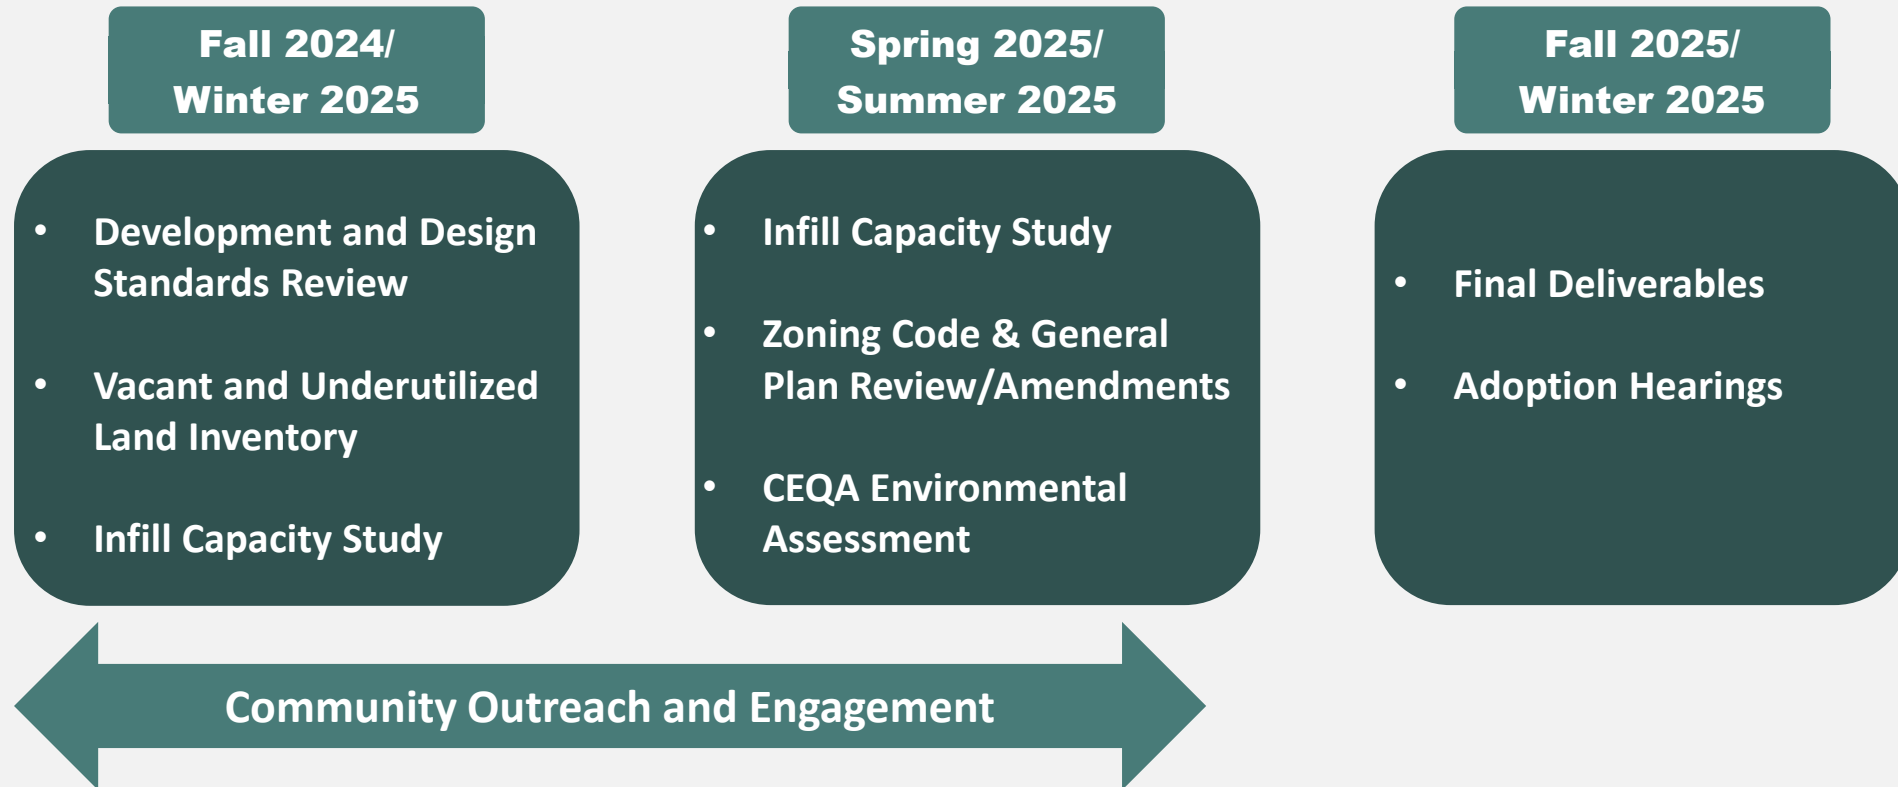 Fall 2024/
Winter 2025
• Development and Design
Standards Review
• Vacant and Underutilized
Land Inventory
• Infill Capacity Study
Spring 2025/
Summer 2025
• Infill Capacity Study
• Zoning Code & General
Plan Review/Amendments
• CEQA Environmental
Assessment
Fall 2025/
Winter 2025
• Final Deliverables
• Adoption Hearings
Community Outreach and Engagement